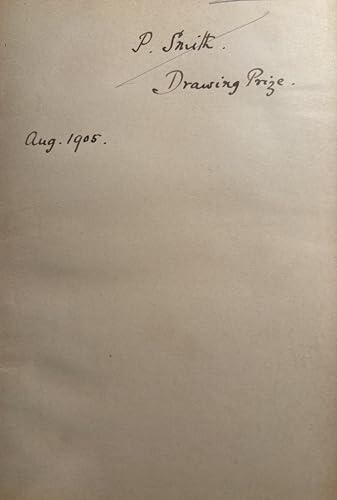 P. Smith.
Drawing Prize.
Aug. 1905.